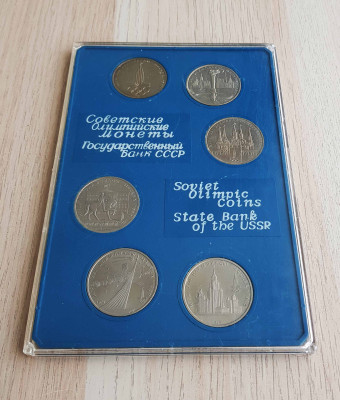 Советские
олимпийские
монеты
Государственный
Банк СССР
Soviet
Olympic
Coins
State Bank
of the USSR